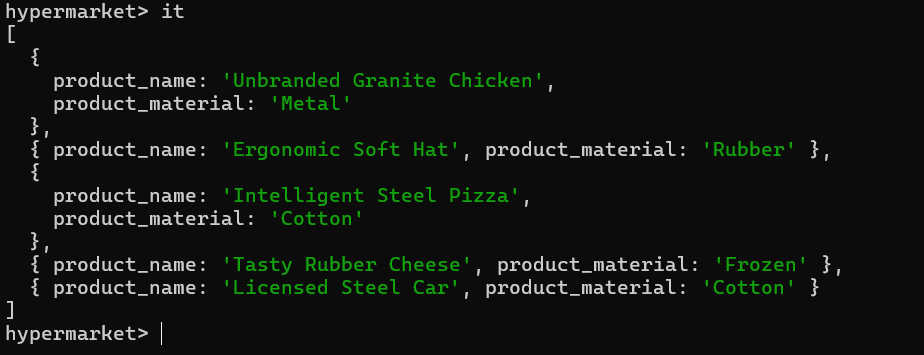 hypermarket> it
[
  {
    product_name: 'Unbranded Granite Chicken',
    product_material: 'Metal'
  },
  { product_name: 'Ergonomic Soft Hat', product_material: 'Rubber' },
  {
    product_name: 'Intelligent Steel Pizza',
    product_material: 'Cotton'
  },
  { product_name: 'Tasty Rubber Cheese', product_material: 'Frozen' },
  { product_name: 'Licensed Steel Car', product_material: 'Cotton' }
]
hypermarket>